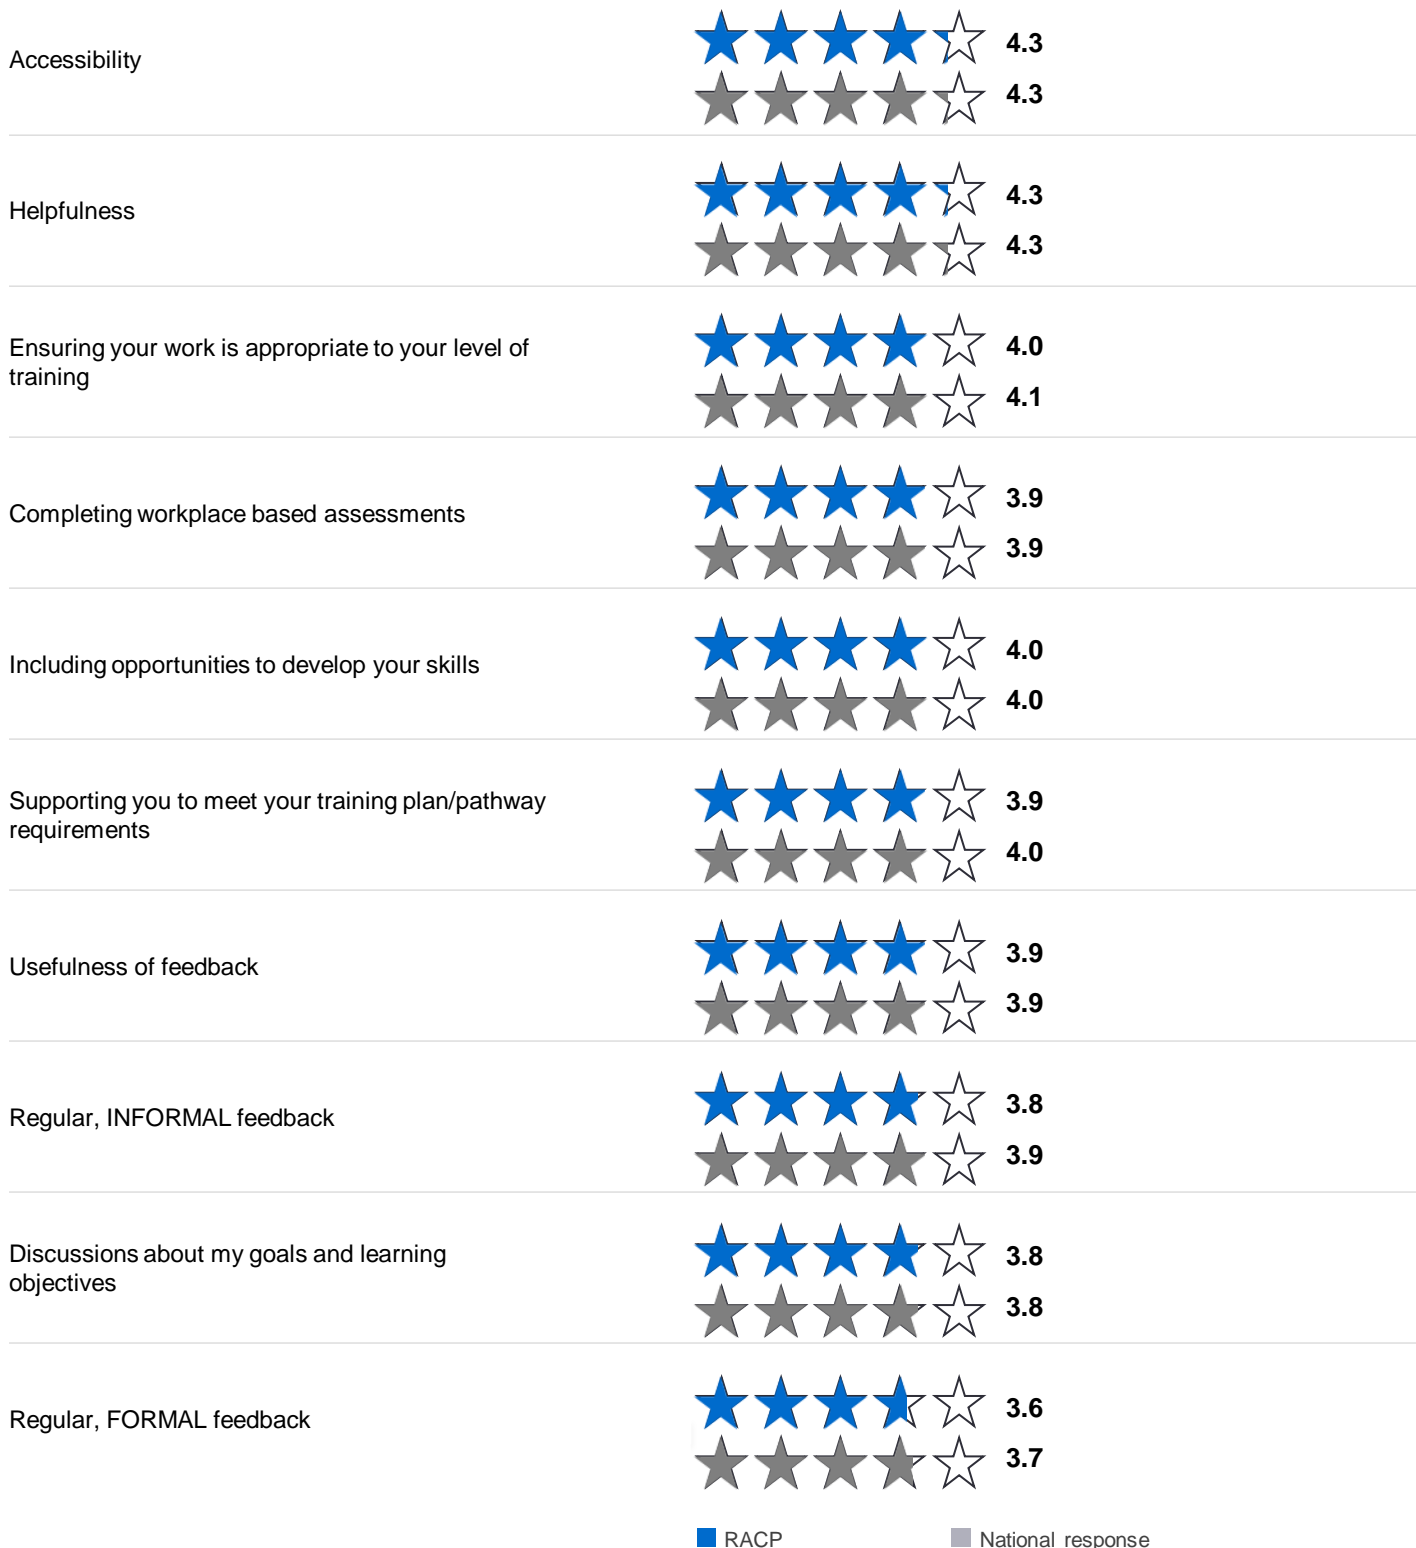 Accessibility
4.3
4.3
Helpfulness
4.3
4.3
Ensuring your work is appropriate to your level of
training
4.0
4.1
Completing workplace based assessments
3.9
3.9
Including opportunities to develop your skills
4.0
4.0
Supporting you to meet your training plan/pathway
requirements
3.9
4.0
Usefulness of feedback
3.9
3.9
Regular, INFORMAL feedback
3.8
3.9
Discussions about my goals and learning
objectives
3.8
3.8
Regular, FORMAL feedback
3.6
3.7
RACP
National response